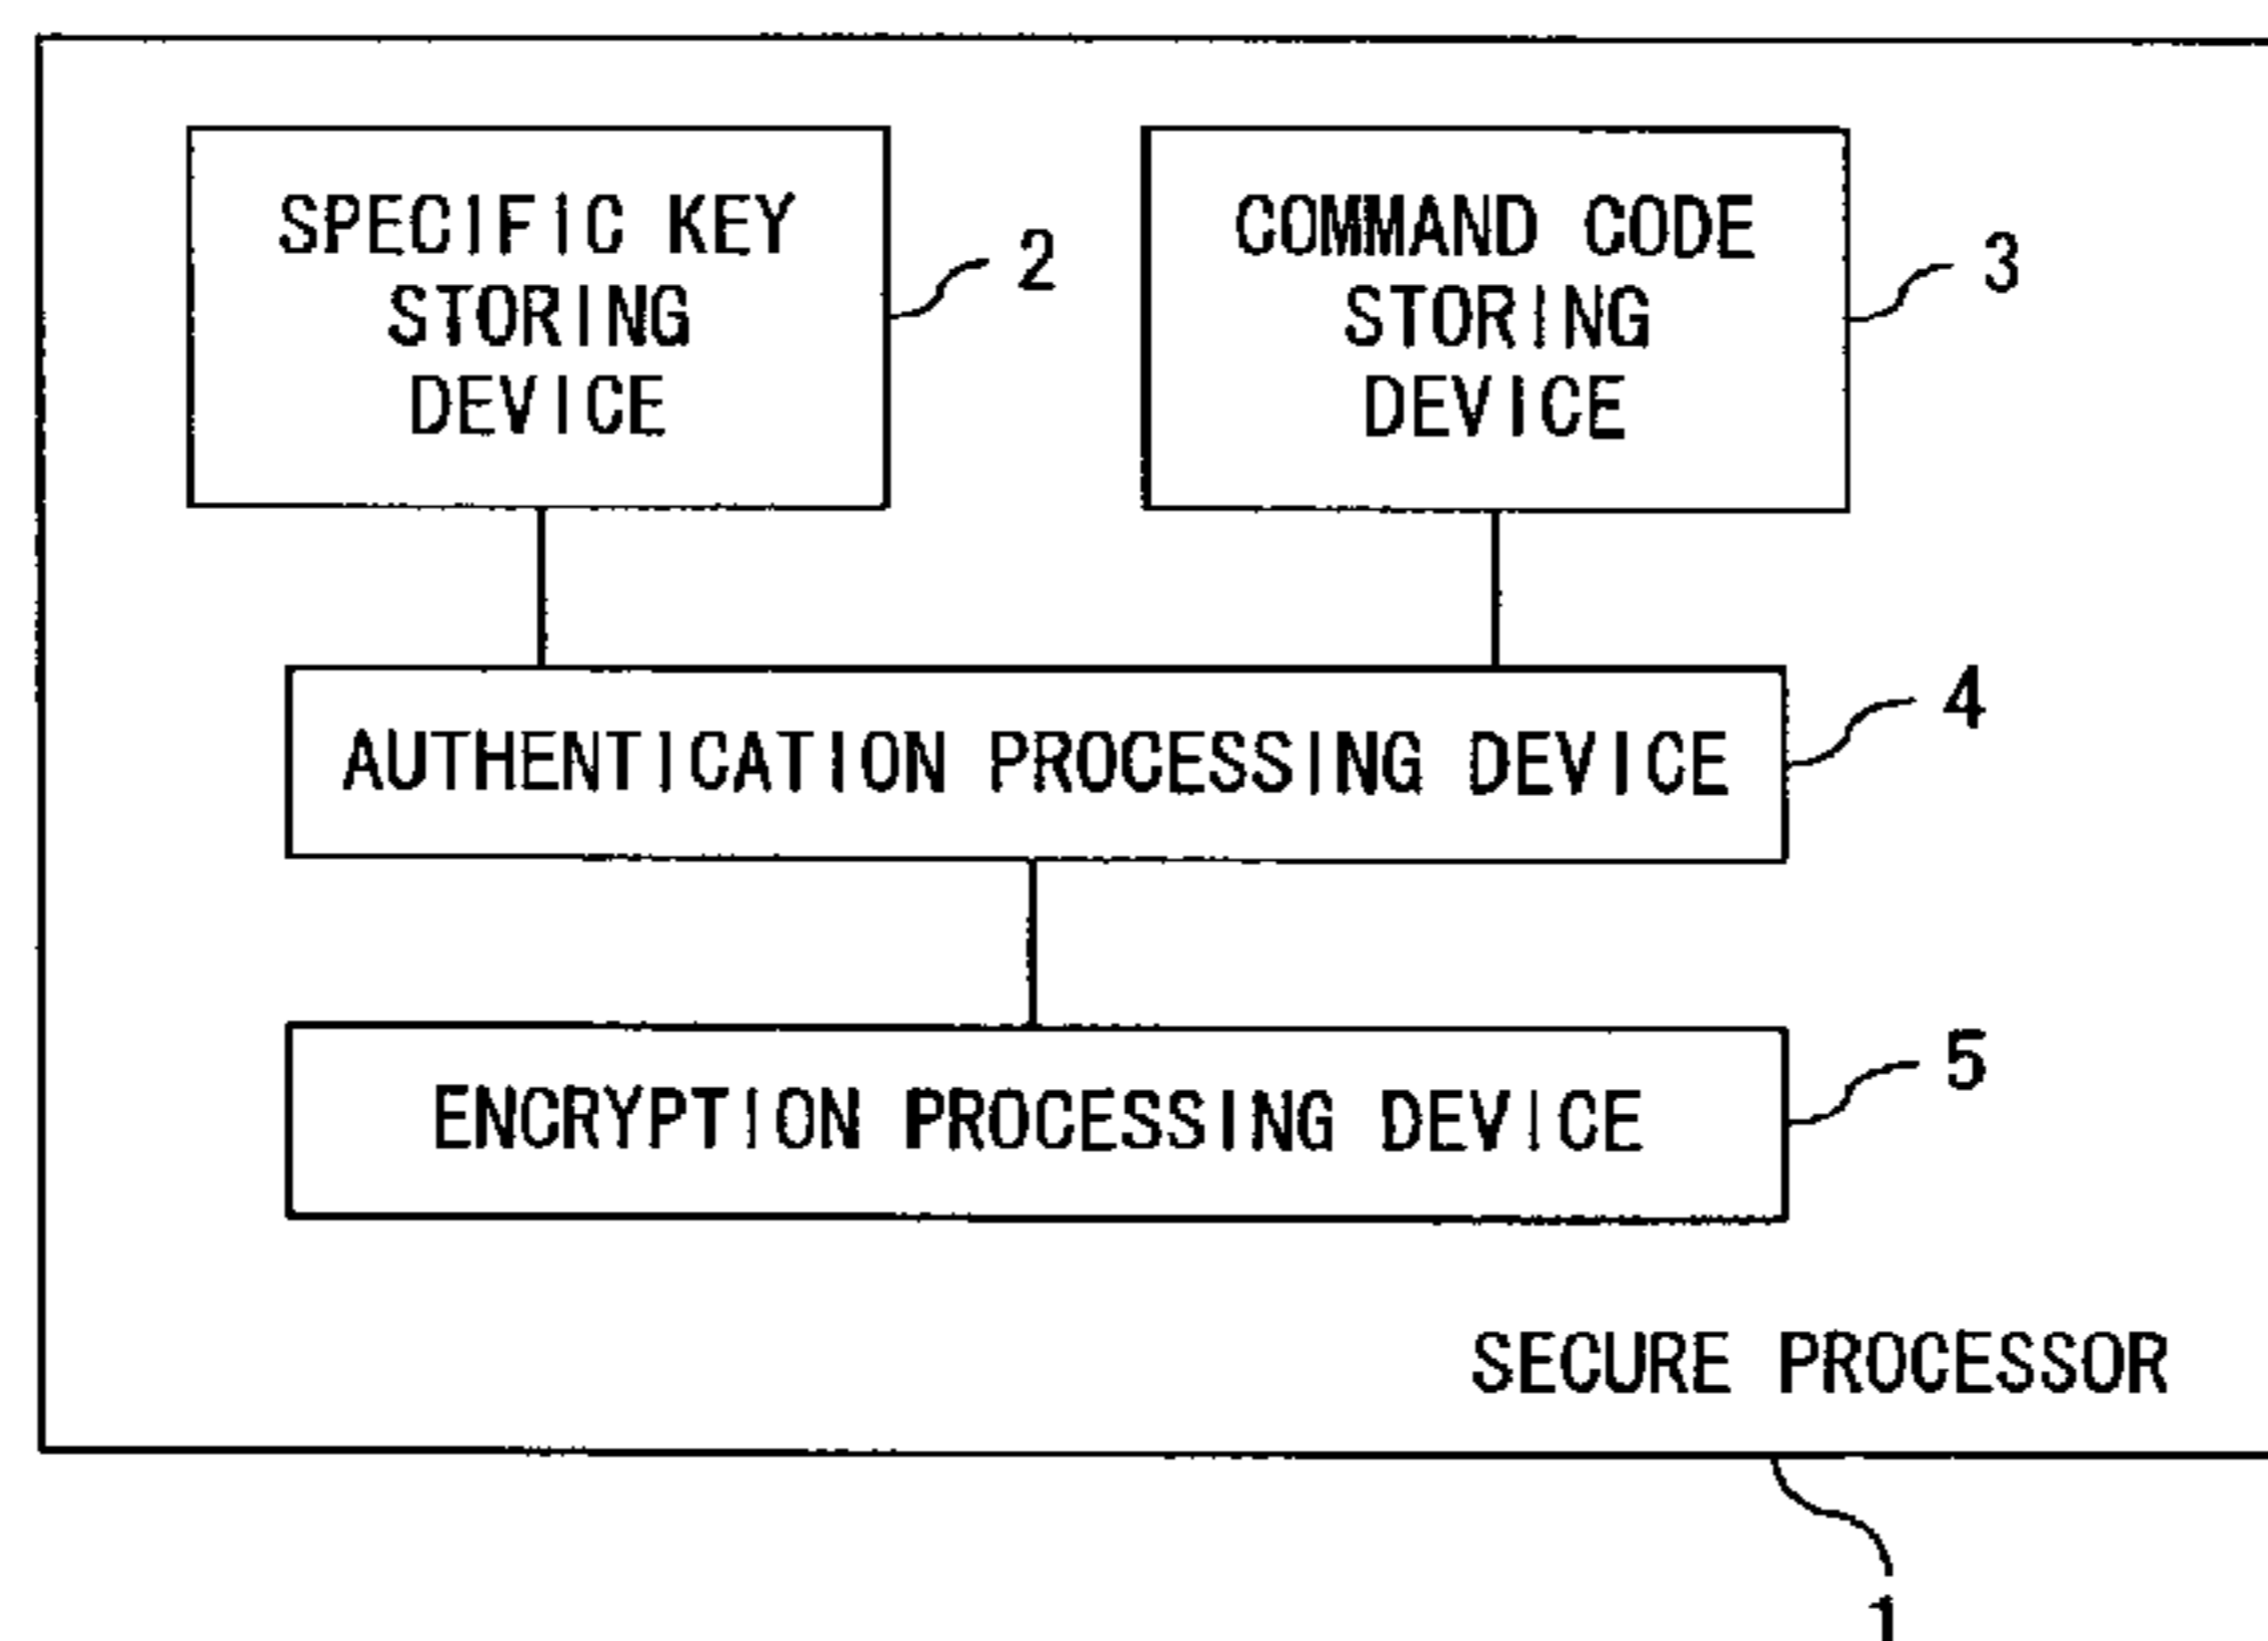 SPECIFIC KEY
STORING
DEVICE
2
COMMAND CODE
STORING
DEVICE
3
AUTHENTICATION PROCESSING DEVICE
4
ENCRYPTION PROCESSING DEVICE
5
SECURE PROCESSOR
1